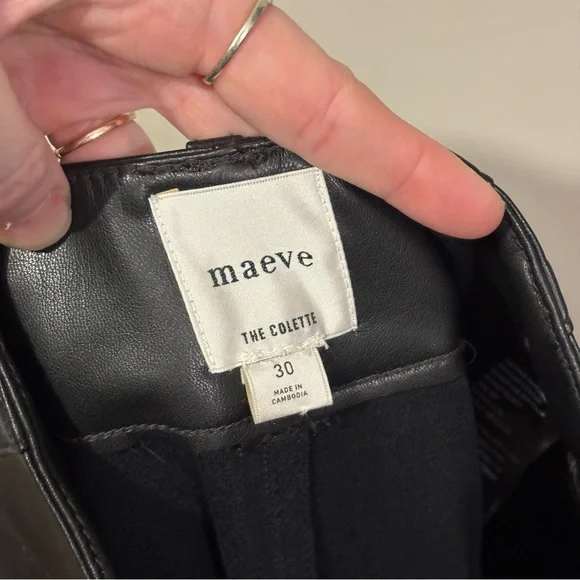 maeve
THE COLETTE
30
MADE IN
CAMBODIA